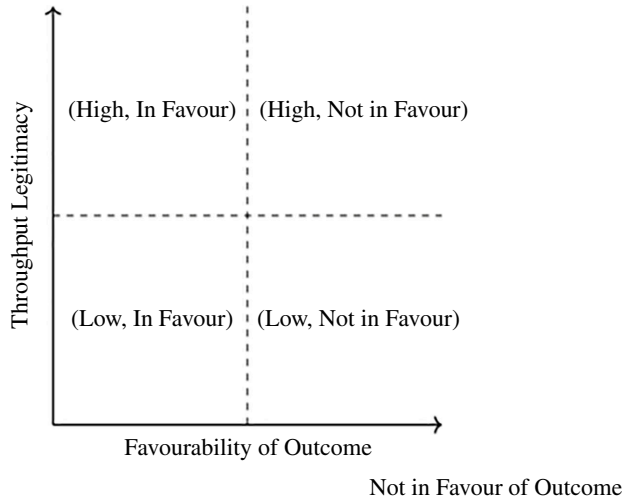 (High, In Favour) (High, Not in Favour)
Throughput Legitimacy
(Low, In Favour) (Low, Not in Favour)
Favourability of Outcome
Not in Favour of Outcome